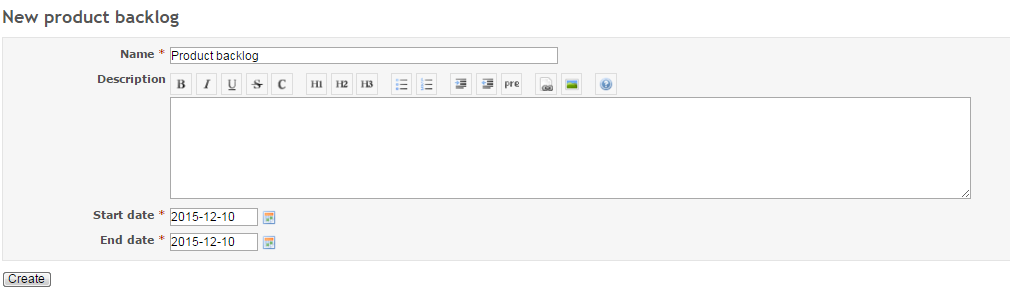 New product backlog
Name * Product backlog
Description B I U S C H1 H2 H3 pre
Start date * 2015-12-10
End date * 2015-12-10
Create